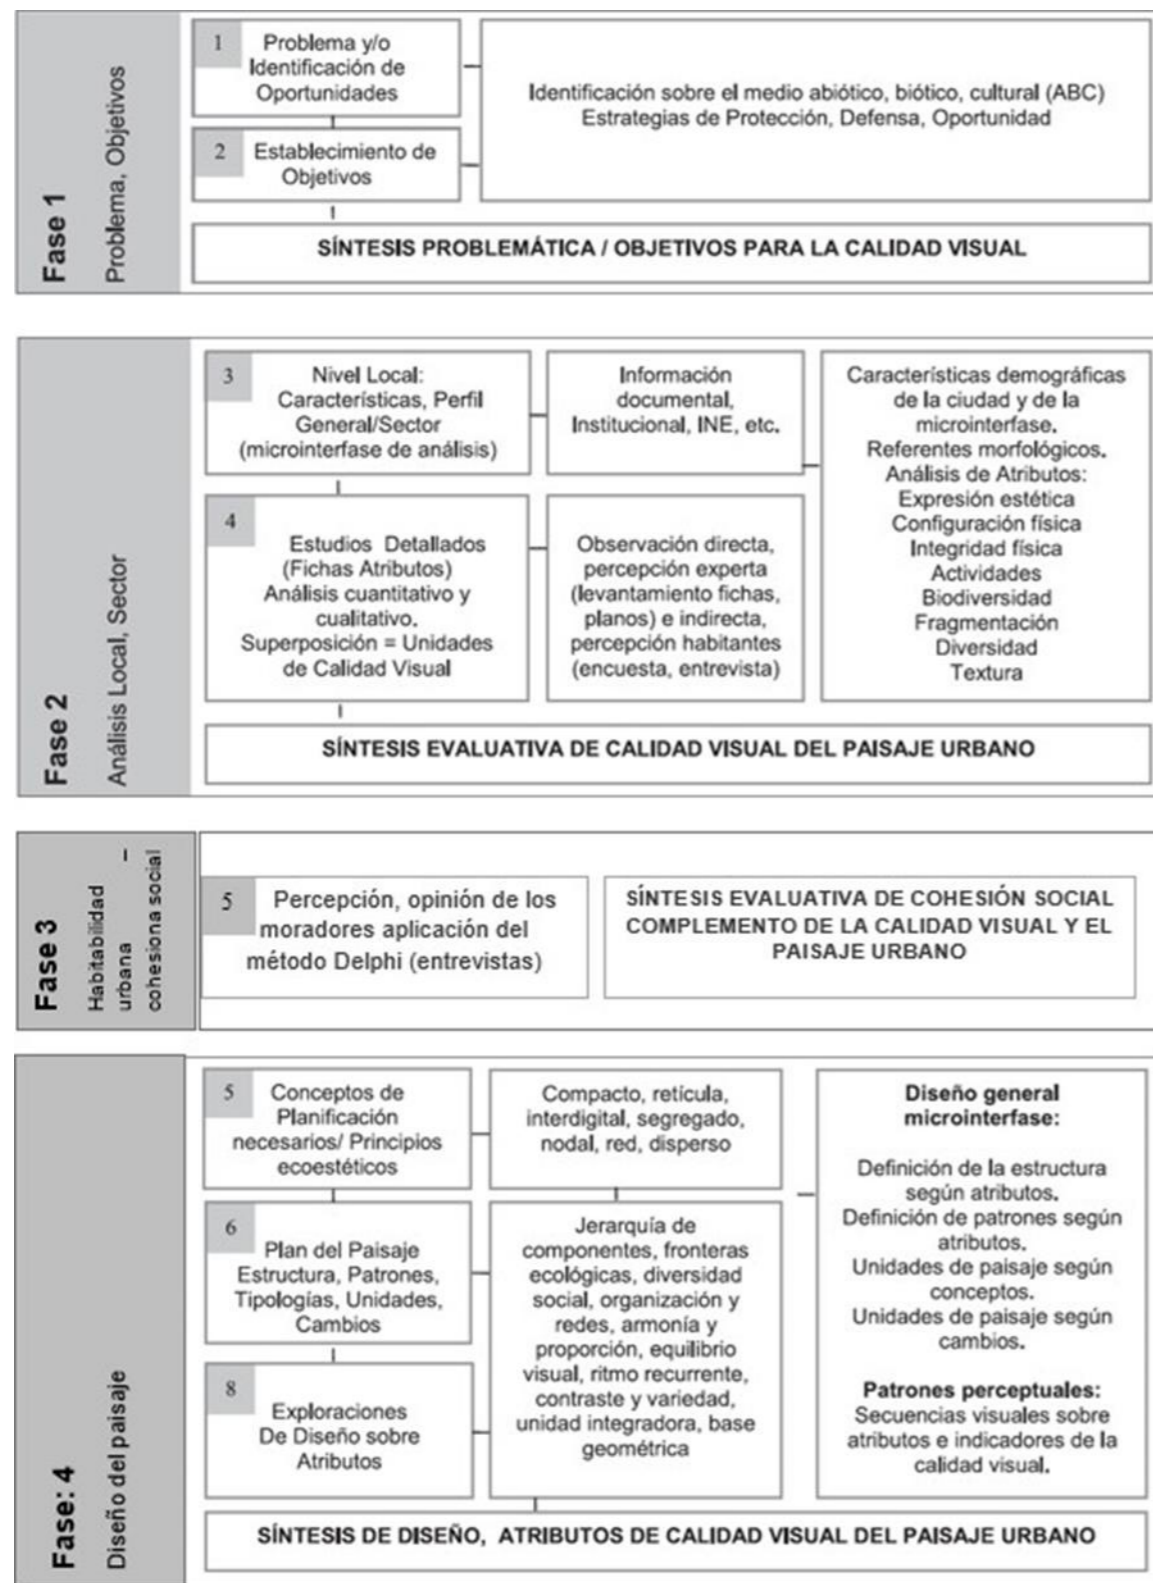 Fase 1
Problema, Objetivos
1
Problema y/o
Identificación de
Oportunidades
2
Establecimiento de
Objetivos
Identificación sobre el medio abiótico, biótico, cultural (ABC)
Estrategias de Protección, Defensa, Oportunidad
SÍNTESIS PROBLEMÁTICA / OBJETIVOS PARA LA CALIDAD VISUAL
Fase 2
Análisis Local, Sector
3
Nivel Local:
Características, Perfil
General/Sector
(microinterfase de análisis)
Información
documental,
Institucional, INE, etc.
4
Estudios Detallados
(Fichas Atributos)
Análisis cuantitativo y
cualitativo.
Superposición = Unidades
de Calidad Visual
Observación directa,
percepción experta
(levantamiento fichas,
planos) e indirecta,
percepción habitantes
(encuesta, entrevista)
Características demográficas
de la ciudad y de la
microinterfase.
Referentes morfológicos.
Análisis de Atributos:
Expresión estética
Configuración física
Integridad física
Actividades
Biodiversidad
Fragmentación
Diversidad
Textura
SÍNTESIS EVALUATIVA DE CALIDAD VISUAL DEL PAISAJE URBANO
Fase 3
Habitabilidad
urbana –
cohesiona social
5
Percepción, opinión de los
moradores aplicación del
método Delphi (entrevistas)
SÍNTESIS EVALUATIVA DE COHESIÓN SOCIAL
COMPLEMENTO DE LA CALIDAD VISUAL Y EL
PAISAJE URBANO
Fase: 4
Diseño del paisaje
5
Conceptos de
Planificación
necesarios/ Principios
ecoestéticos
Compacto, retícula,
interdigital, segregado,
nodal, red, disperso
6
Plan del Paisaje
Estructura, Patrones,
Tipologías, Unidades,
Cambios
8
Exploraciones
De Diseño sobre
Atributos
Jerarquía de
componentes, fronteras
ecológicas, diversidad
social, organización y
redes, armonía y
proporción, equilibrio
visual, ritmo recurrente,
contraste y variedad,
unidad integradora, base
geométrica
Diseño general
microinterfase:
Definición de la estructura
según atributos.
Definición de patrones según
atributos.
Unidades de paisaje según
conceptos.
Unidades de paisaje según
cambios.
Patrones perceptuales:
Secuencias visuales sobre
atributos e indicadores de la
calidad visual.
SÍNTESIS DE DISEÑO, ATRIBUTOS DE CALIDAD VISUAL DEL PAISAJE URBANO